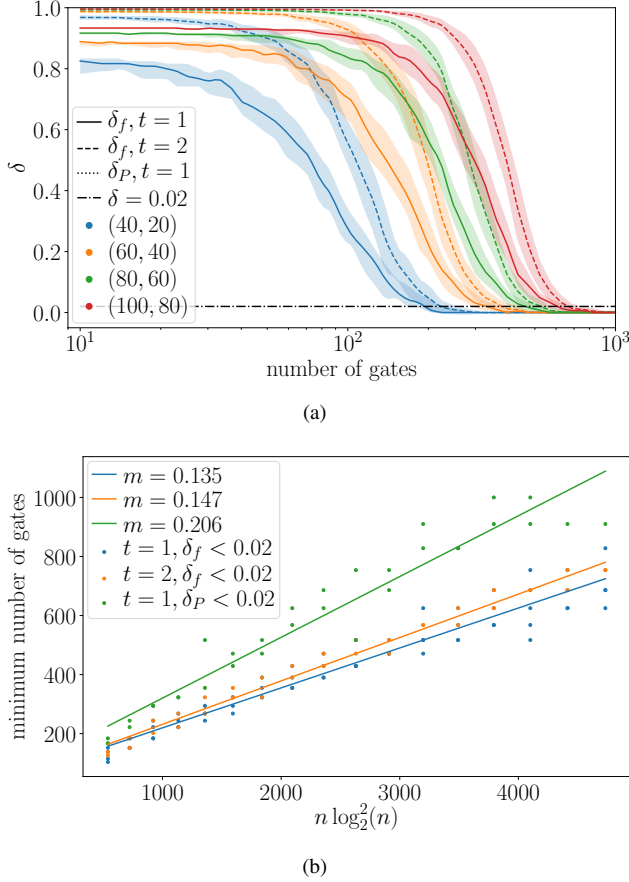 1.0
0.8
0.6
0.4
0.2
0.0
δ
δ_f, t = 1
δ_f, t = 2
δ_P, t = 1
δ = 0.02
(40, 20)
(60, 40)
(80, 60)
(100, 80)
10^1 10^2 10^3
number of gates
(a)
m = 0.135
m = 0.147
m = 0.206
t = 1, δ_f < 0.02
t = 2, δ_f < 0.02
t = 1, δ_P < 0.02
1000
800
600
400
200
minimum number of gates
1000 2000 3000 4000
n log_2^2(n)
(b)